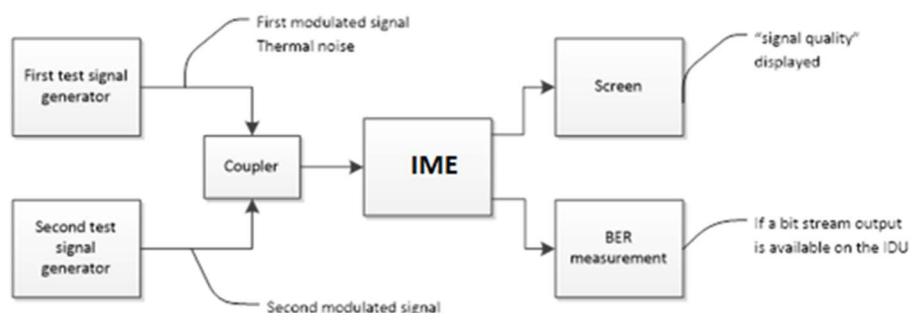 First modulated signal
Thermal noise
First test signal
generator
Coupler
Second test
signal
generator
Second modulated signal
IME
Screen
"signal quality"
displayed
BER
measurement
If a bit stream output
is available on the IDU